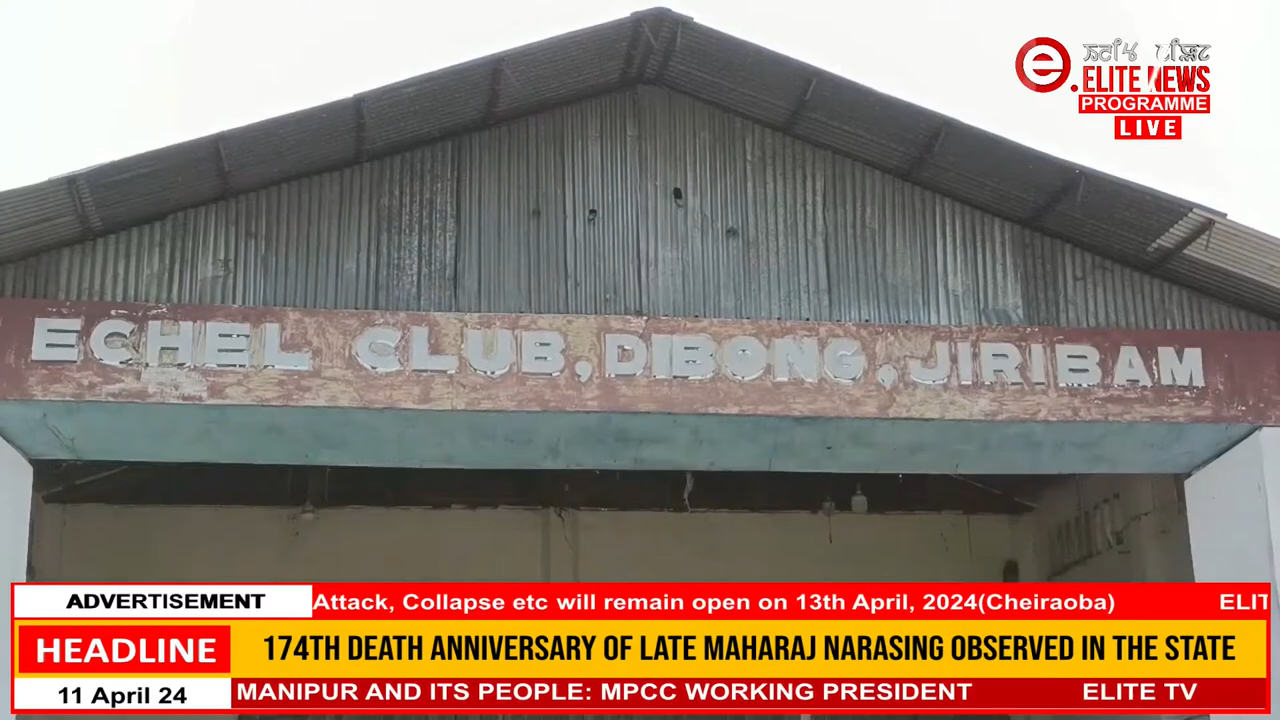 ELITE NEWS
PROGRAMME
LIVE
ECHEL CLUB, DIBONG, JIRIBAM
ADVERTISEMENT
Attack, Collapse etc will remain open on 13th April, 2024(Cheiraoba)
ELIT
HEADLINE
174TH DEATH ANNIVERSARY OF LATE MAHARAJ NARASING OBSERVED IN THE STATE
11 April 24
MANIPUR AND ITS PEOPLE: MPCC WORKING PRESIDENT
ELITE TV